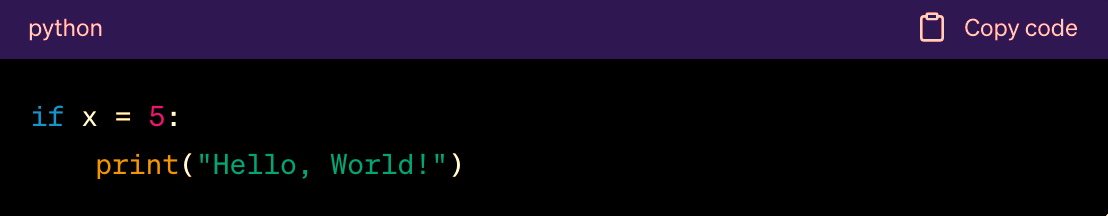 python
Copy code
if x = 5:
    print("Hello, World!")